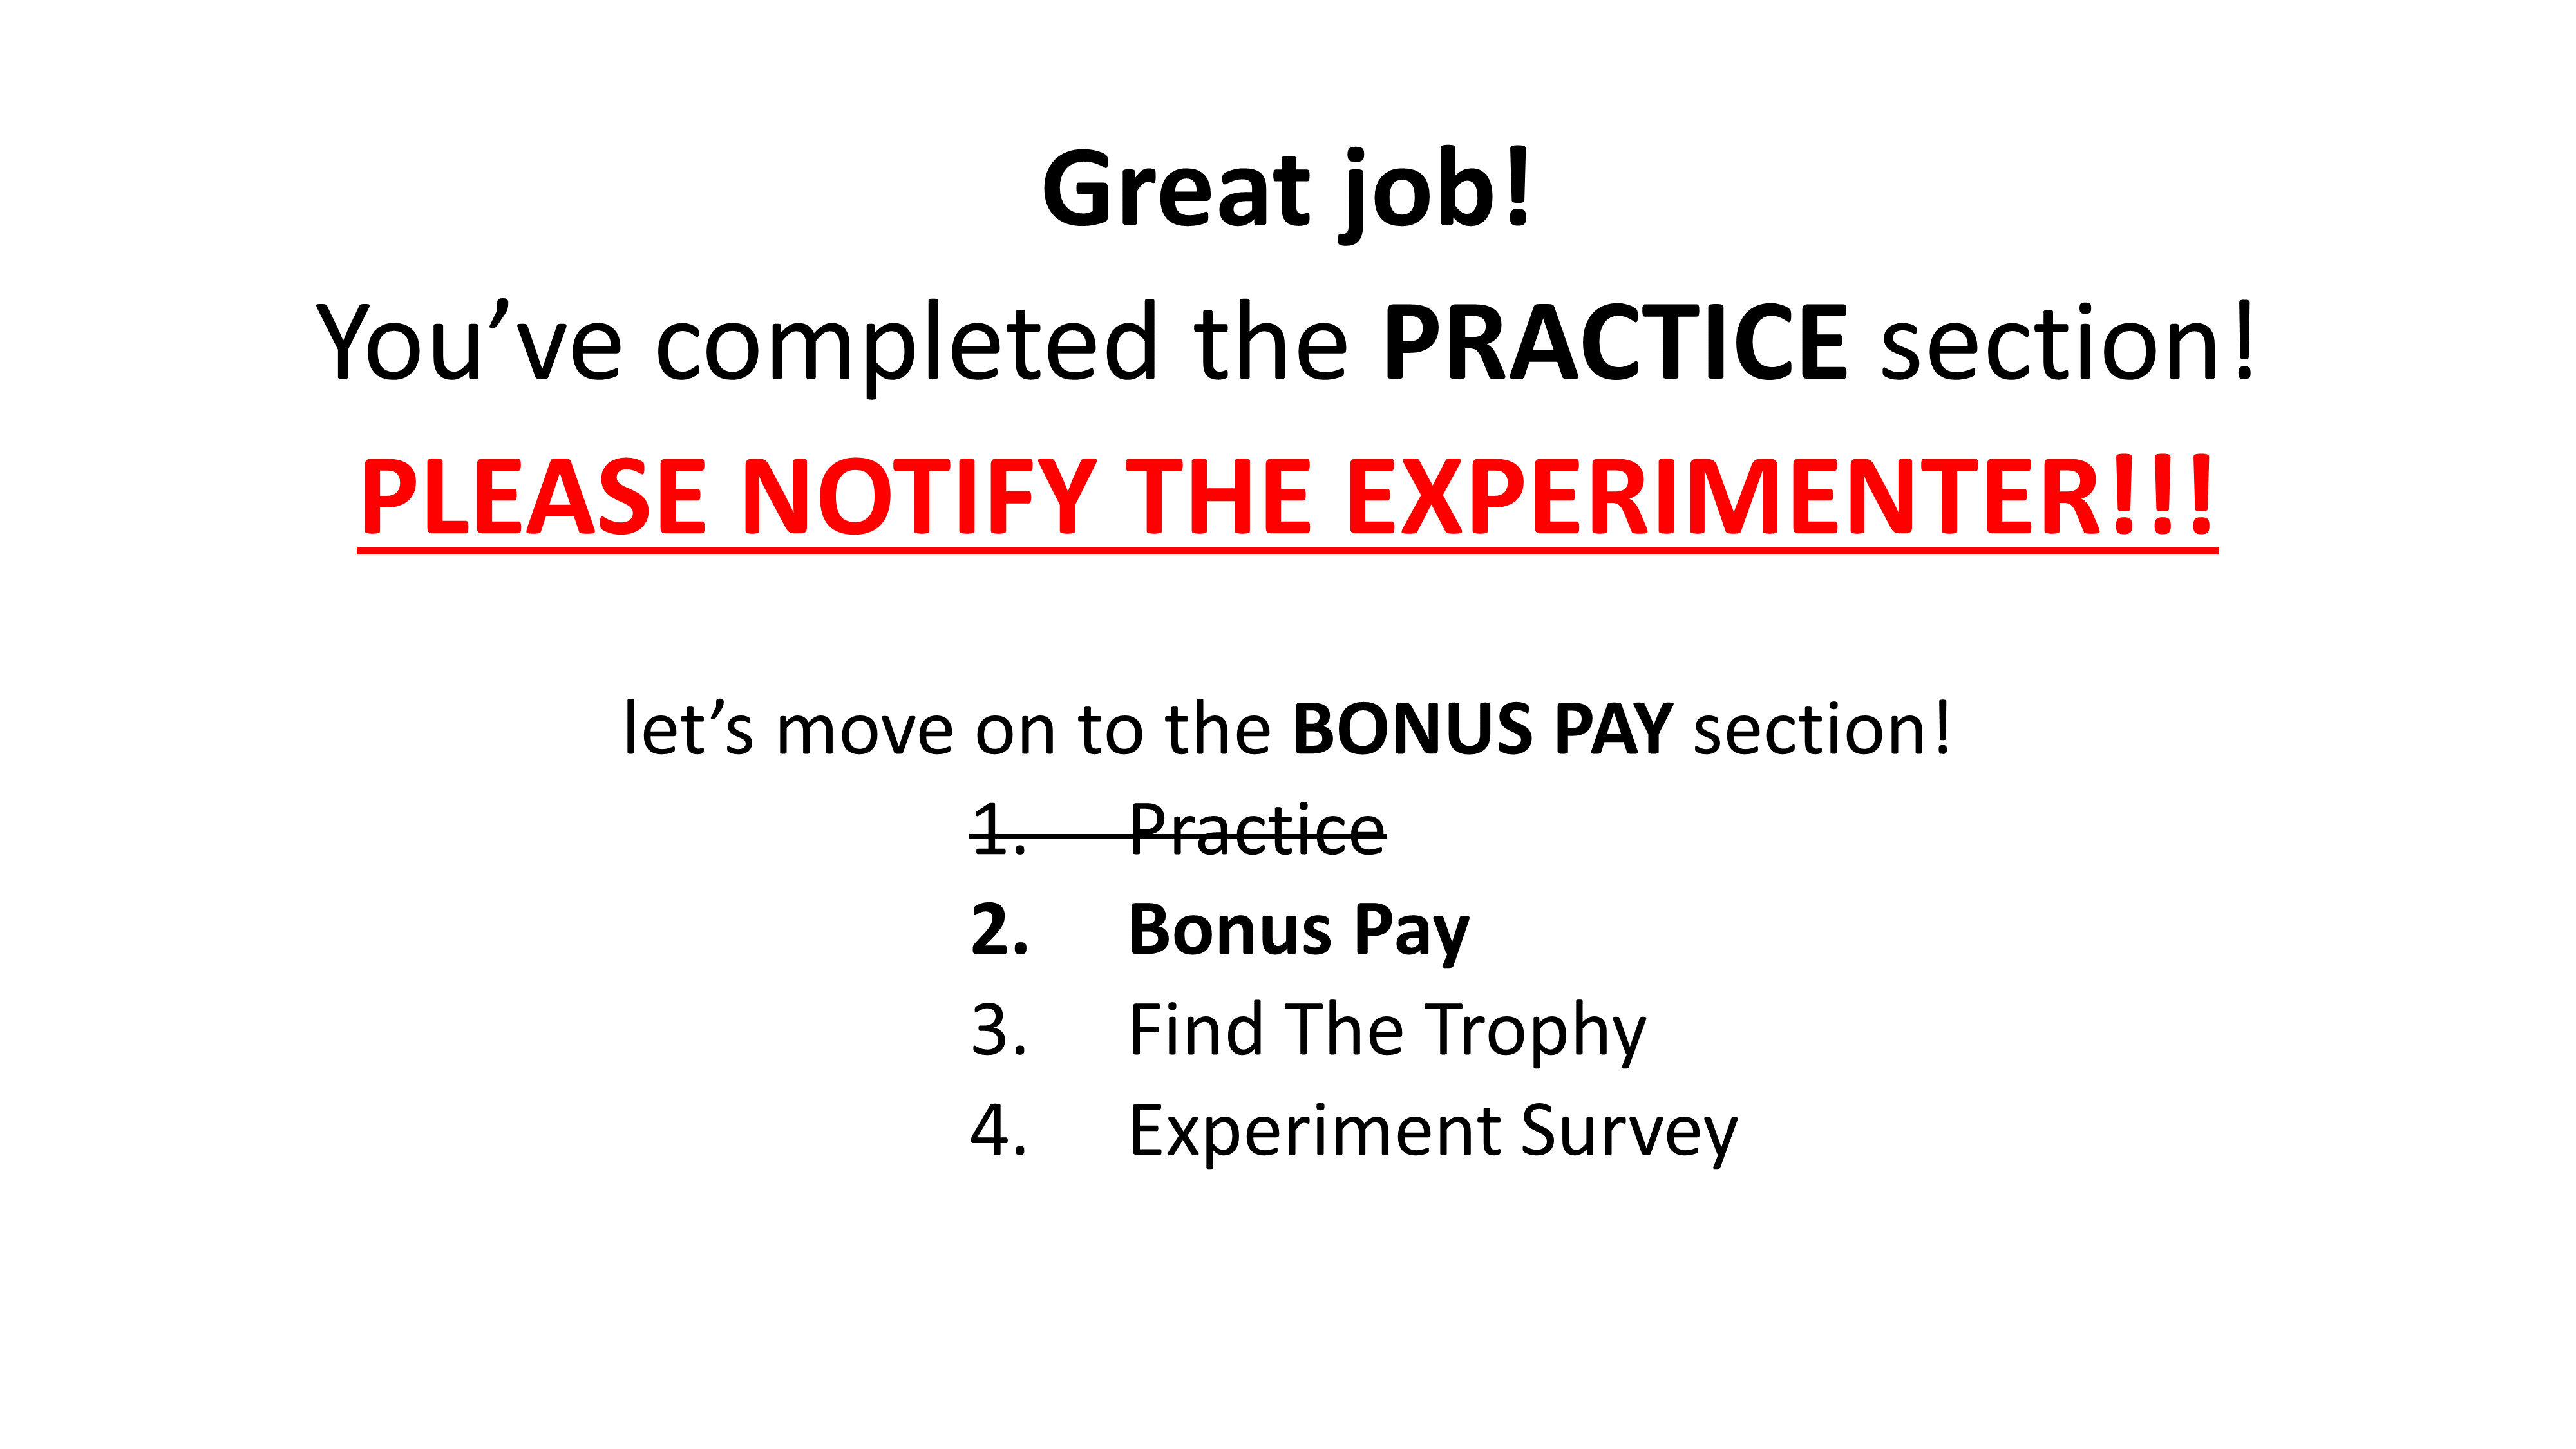 Great job!
You’ve completed the PRACTICE section!
PLEASE NOTIFY THE EXPERIMENTER!!!
let’s move on to the BONUS PAY section!
1. Practice
2. Bonus Pay
3. Find The Trophy
4. Experiment Survey